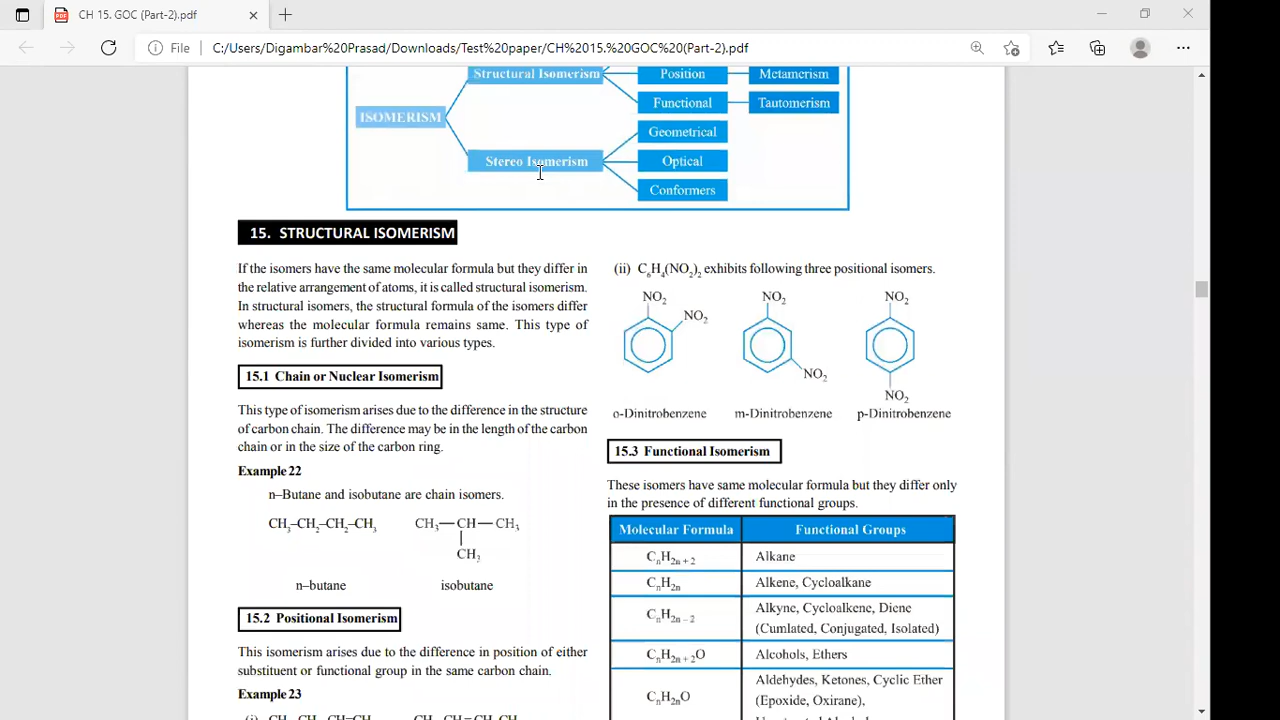 CH 15. GOC (Part-2).pdf
File
C:/Users/Digambar%20Prasad/Downloads/Test%20paper/CH%2015.%20GOC%20(Part-2).pdf
Structural Isomerism
Position
Metamerism
Functional
Tautomerism
ISOMERISM
Geometrical
Stereo Isomerism
Optical
Conformers
15. STRUCTURAL ISOMERISM
If the isomers have the same molecular formula but they differ in
the relative arrangement of atoms, it is called structural isomerism.
In structural isomers, the structural formula of the isomers differ
whereas the molecular formula remains same. This type of
isomerism is further divided into various types.
15.1 Chain or Nuclear Isomerism
This type of isomerism arises due to the difference in the structure
of carbon chain. The difference may be in the length of the carbon
chain or in the size of the carbon ring.
Example 22
n–Butane and isobutane are chain isomers.
CH₃–CH₂–CH₂–CH₃
CH₃—CH—CH₃
CH₃
n–butane
isobutane
15.2 Positional Isomerism
This isomerism arises due to the difference in position of either
substituent or functional group in the same carbon chain.
Example 23
(ii) C₆H₄(NO₂)₂ exhibits following three positional isomers.
NO₂
NO₂
NO₂
NO₂
NO₂
NO₂
o-Dinitrobenzene
m-Dinitrobenzene
p-Dinitrobenzene
15.3 Functional Isomerism
These isomers have same molecular formula but they differ only
in the presence of different functional groups.
Molecular Formula
Functional Groups
CₙH₂ₙ₊₂
Alkane
CₙH₂ₙ
Alkene, Cycloalkane
CₙH₂ₙ₋₂
Alkyne, Cycloalkene, Diene
(Cumlated, Conjugated, Isolated)
CₙH₂ₙ₊₂O
Alcohols, Ethers
CₙH₂ₙO
Aldehydes, Ketones, Cyclic Ether
(Epoxide, Oxirane),